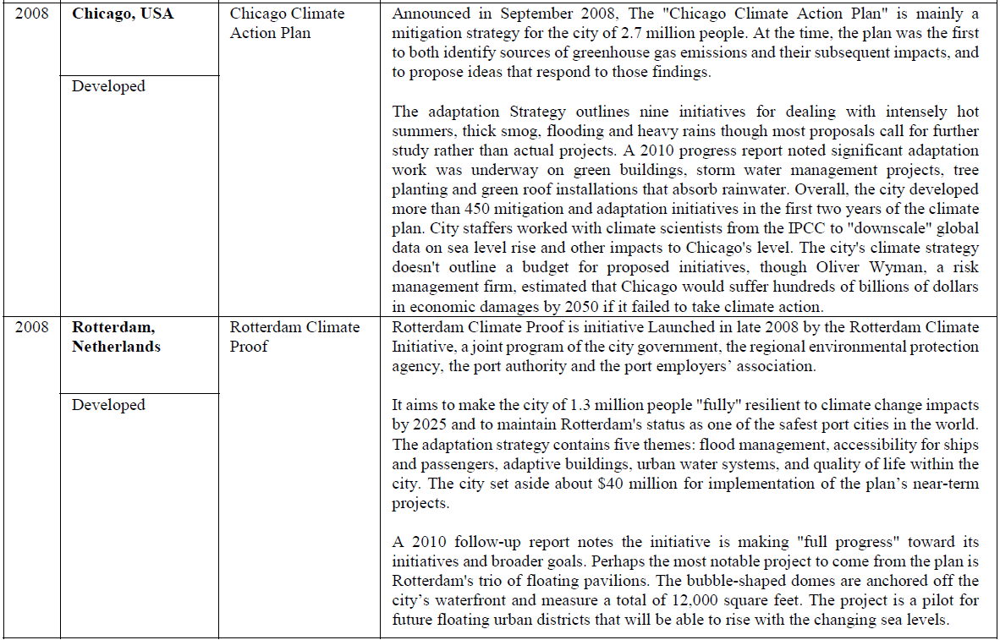 2008
Chicago, USA
Developed
Chicago Climate
Action Plan
Announced in September 2008, The "Chicago Climate Action Plan" is mainly a
mitigation strategy for the city of 2.7 million people. At the time, the plan was the first
to both identify sources of greenhouse gas emissions and their subsequent impacts, and
to propose ideas that respond to those findings.
The adaptation Strategy outlines nine initiatives for dealing with intensely hot
summers, thick smog, flooding and heavy rains though most proposals call for further
study rather than actual projects. A 2010 progress report noted significant adaptation
work was underway on green buildings, storm water management projects, tree
planting and green roof installations that absorb rainwater. Overall, the city developed
more than 450 mitigation and adaptation initiatives in the first two years of the climate
plan. City staffers worked with climate scientists from the IPCC to "downscale" global
data on sea level rise and other impacts to Chicago's level. The city's climate strategy
doesn't outline a budget for proposed initiatives, though Oliver Wyman, a risk
management firm, estimated that Chicago would suffer hundreds of billions of dollars
in economic damages by 2050 if it failed to take climate action.
2008
Rotterdam,
Netherlands
Developed
Rotterdam Climate
Proof
Rotterdam Climate Proof is initiative Launched in late 2008 by the Rotterdam Climate
Initiative, a joint program of the city government, the regional environmental protection
agency, the port authority and the port employers’ association.
It aims to make the city of 1.3 million people "fully" resilient to climate change impacts
by 2025 and to maintain Rotterdam's status as one of the safest port cities in the world.
The adaptation strategy contains five themes: flood management, accessibility for ships
and passengers, adaptive buildings, urban water systems, and quality of life within the
city. The city set aside about $40 million for implementation of the plan’s near-term
projects.
A 2010 follow-up report notes the initiative is making "full progress" toward its
initiatives and broader goals. Perhaps the most notable project to come from the plan is
Rotterdam's trio of floating pavilions. The bubble-shaped domes are anchored off the
city’s waterfront and measure a total of 12,000 square feet. The project is a pilot for
future floating urban districts that will be able to rise with the changing sea levels.